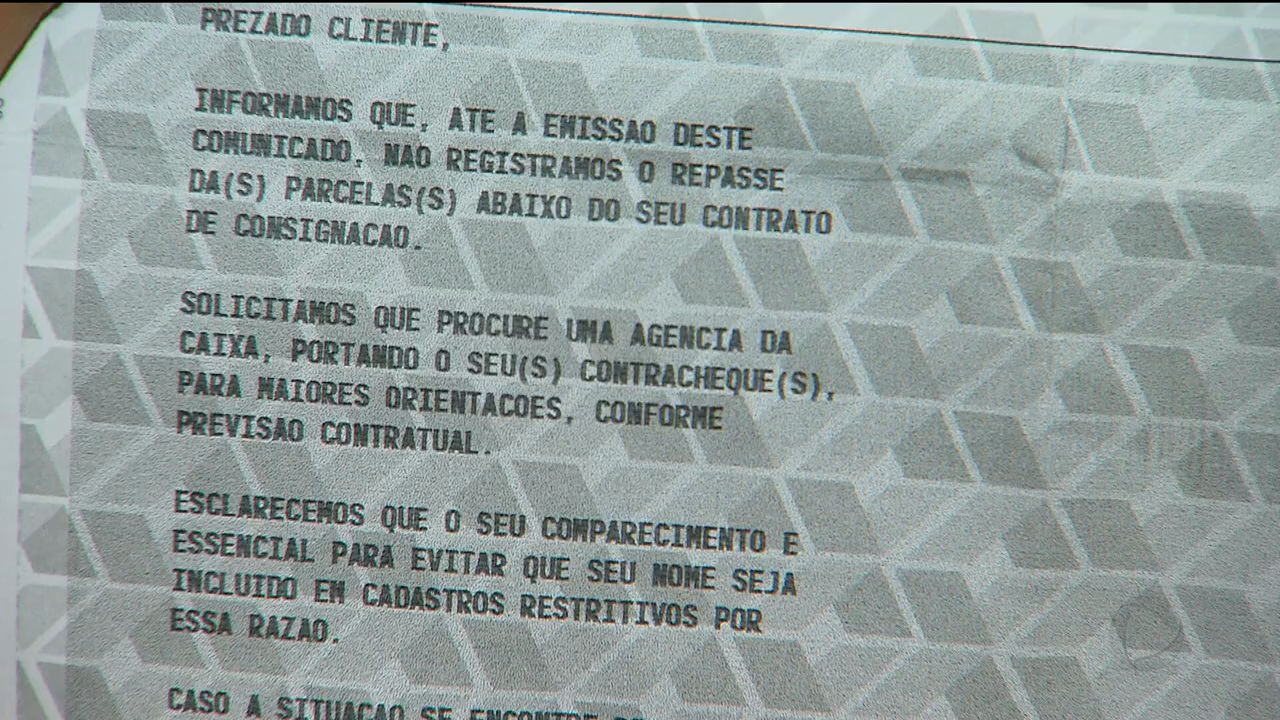 PREZADO CLIENTE,
INFORMAMOS QUE, ATE A EMISSAO DESTE
COMUNICADO, NAO REGISTRAMOS O REPASSE
DA(S) PARCELAS(S) ABAIXO DO SEU CONTRATO
DE CONSIGNACAO.
SOLICITAMOS QUE PROCURE UMA AGENCIA DA
CAIXA, PORTANDO O SEU(S) CONTRACHEQUE(S),
PARA MAIORES ORIENTACOES, CONFORME
PREVISAO CONTRATUAL.
ESCLARECEMOS QUE O SEU COMPARECIMENTO E
ESSENCIAL PARA EVITAR QUE SEU NOME SEJA
INCLUIDO EM CADASTROS RESTRITIVOS POR
ESSA RAZAO.
CASO A SITUACAO SE ENCONTRE